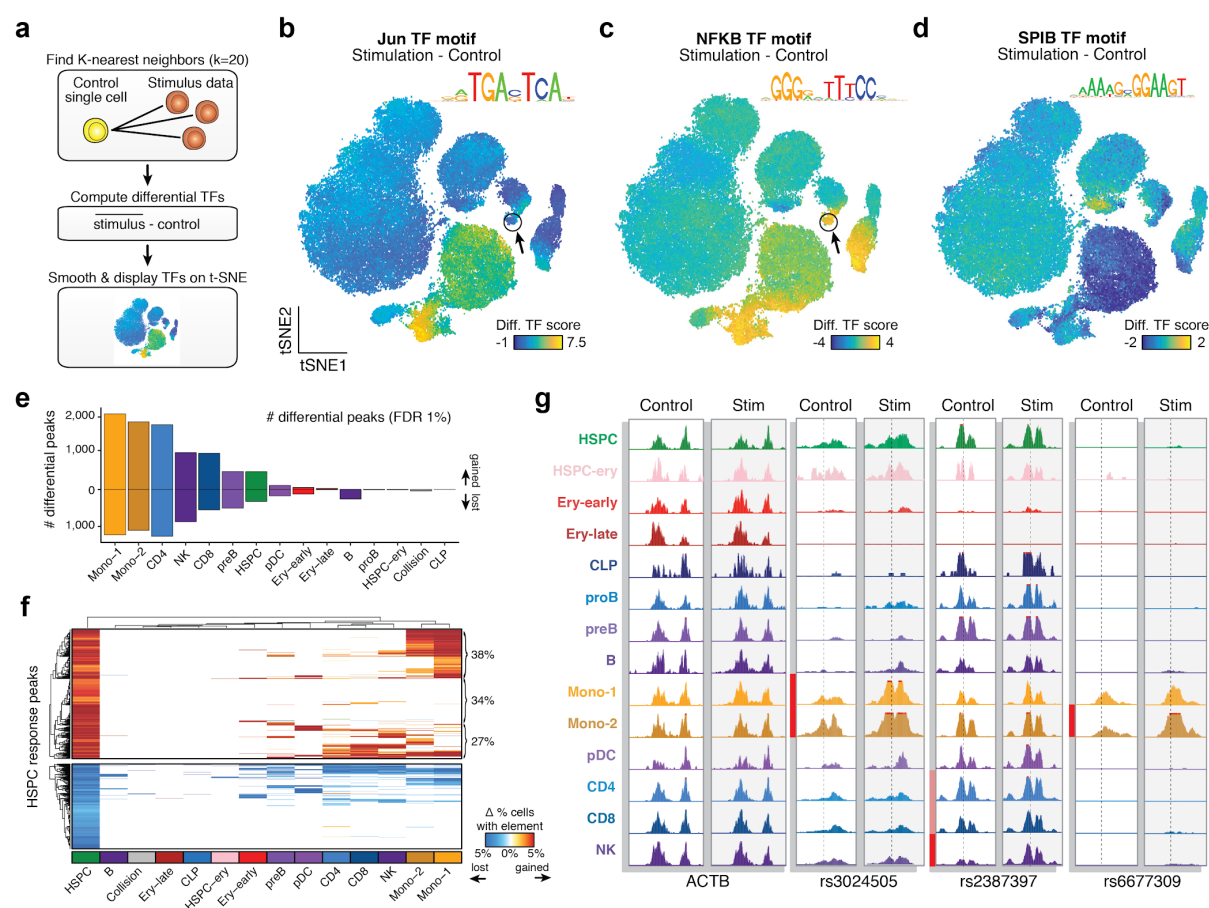 a
Find K-nearest neighbors (k=20)
Control single cell
Stimulus data
Compute differential TFs
stimulus - control
Smooth & display TFs on t-SNE
b
Jun TF motif
Stimulation - Control
TGA TCA
tSNE2
tSNE1
Diff. TF score
-1 7.5
c
NFKB TF motif
Stimulation - Control
GGG TTTCC
Diff. TF score
-4 4
d
SPIB TF motif
Stimulation - Control
AAA GGAAGT
Diff. TF score
-2 2
e
# differential peaks (FDR 1%)
# differential peaks
2,000
1,000
0
1,000
gained
lost
Mono-1
Mono-2
CD4
NK
CD8
preB
HSPC
pDC
Ery-early
Ery-late
B
proB
HSPC-ery
Collision
CLP
f
HSPC response peaks
38%
34%
27%
Δ % cells
with element
5% 0% 5%
lost gained
HSPC
B
Collision
Ery-late
CLP
HSPC-ery
Ery-early
preB
pDC
CD4
CD8
NK
Mono-2
Mono-1
g
Control Stim Control Stim Control Stim Control Stim
HSPC
HSPC-ery
Ery-early
Ery-late
CLP
proB
preB
B
Mono-1
Mono-2
pDC
CD4
CD8
NK
ACTB rs3024505 rs2387397 rs6677309